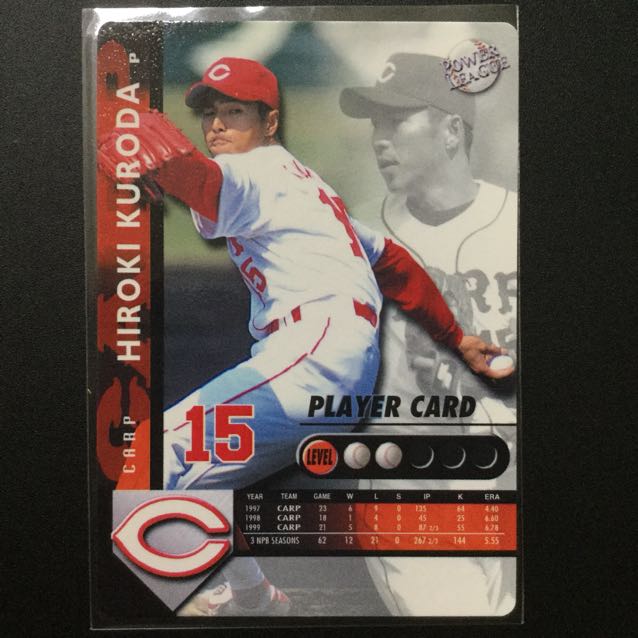 POWER
LEAGUE
HIROKI KURODA P
CARP
15
PLAYER CARD
LEVEL
YEAR TEAM GAME W L S IP K ERA
1997 CARP 23 6 9 0 135 64 4.40
1998 CARP 18 1 4 0 45 25 6.60
1999 CARP 21 5 8 0 87 2/3 55 6.78
3 NPB SEASONS 62 12 21 0 267 2/3 144 5.55
C